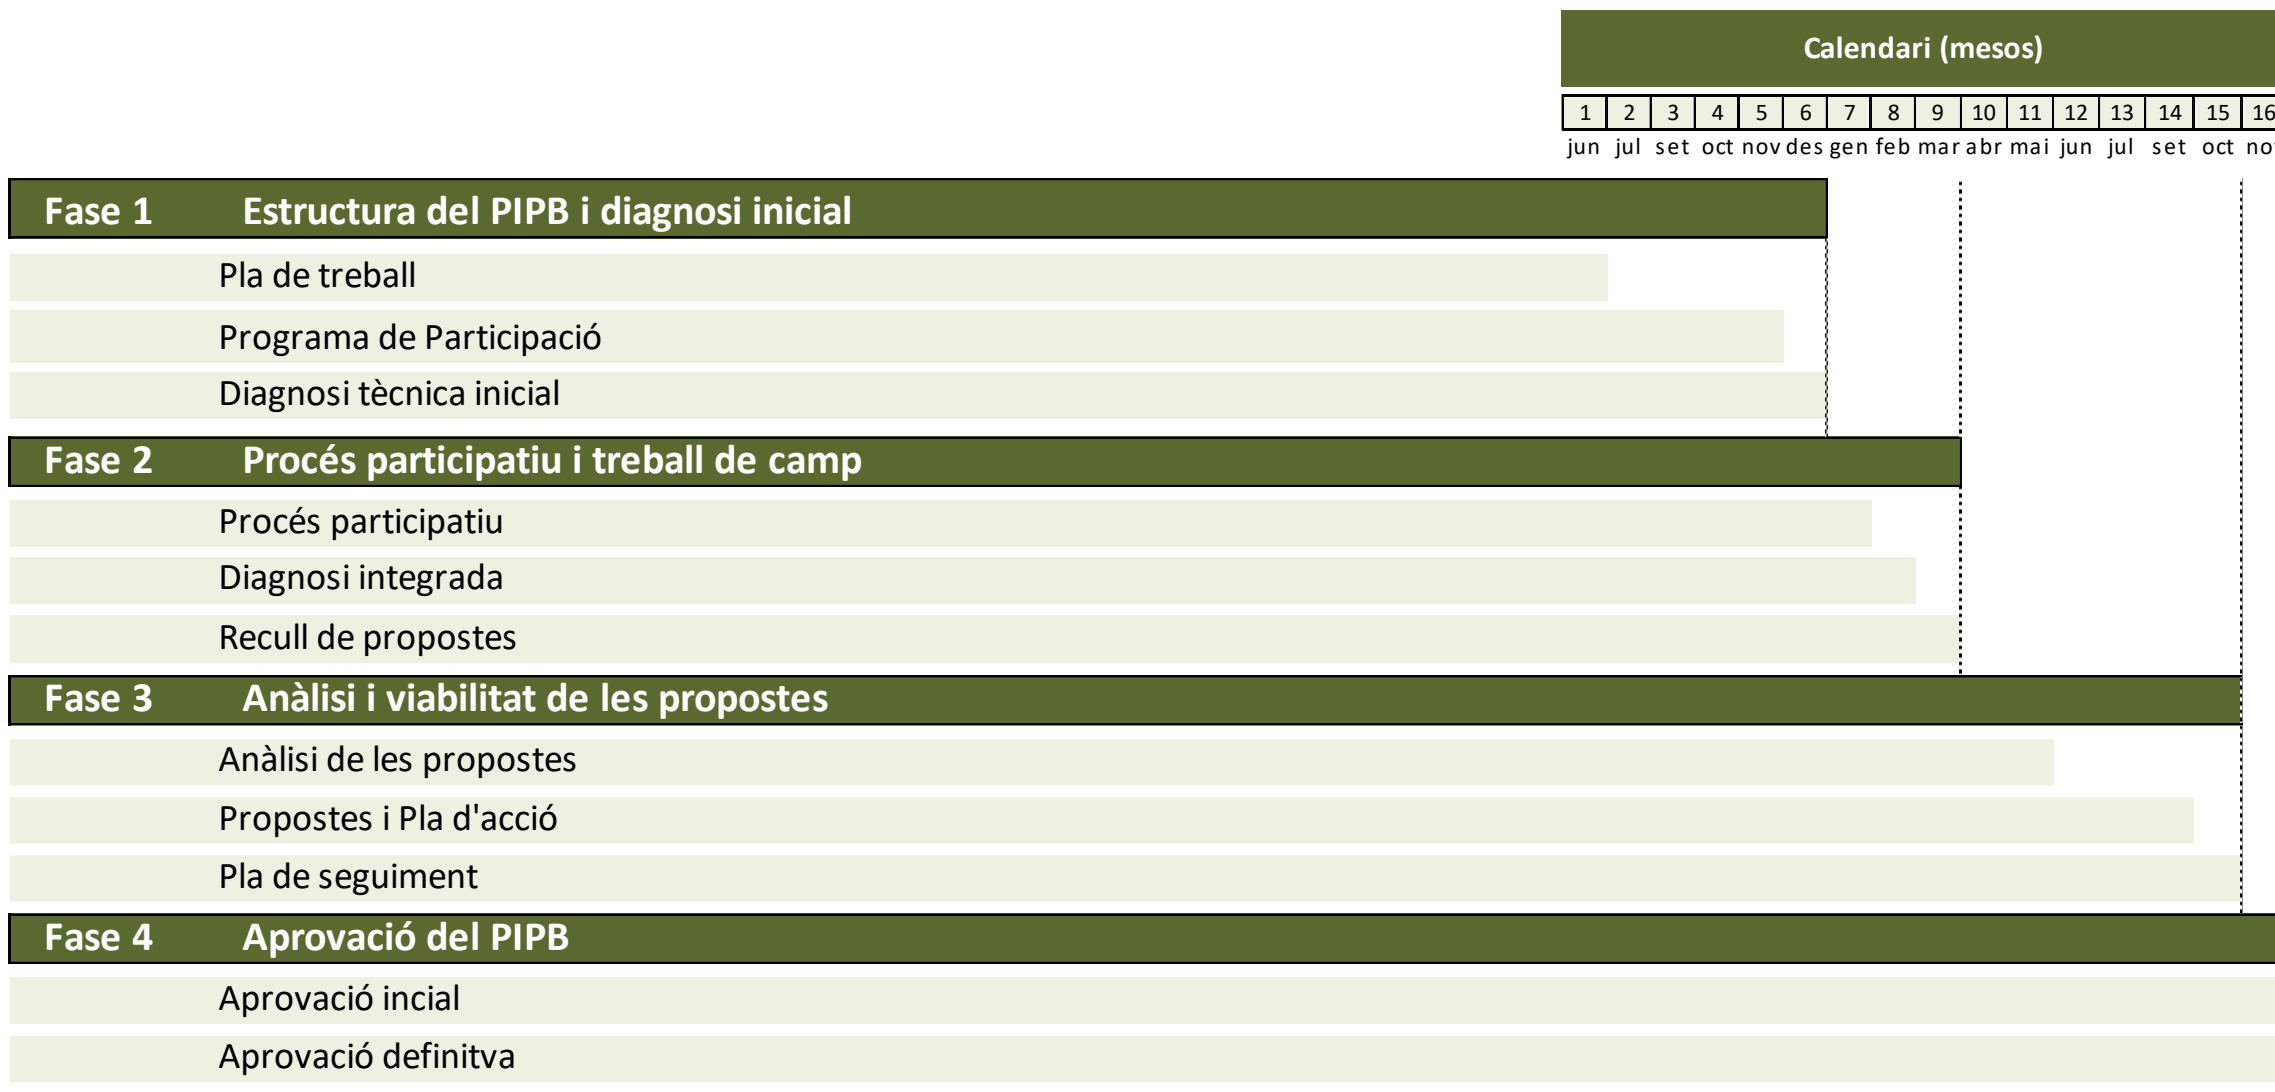 Calendari (mesos)
1 2 3 4 5 6 7 8 9 10 11 12 13 14 15 16
jun jul set oct nov des gen feb mar abr mai jun jul set oct nov
Fase 1 Estructura del PIPB i diagnosi inicial
Pla de treball
Programa de Participació
Diagnosi tècnica inicial
Fase 2 Procés participatiu i treball de camp
Procés participatiu
Diagnosi integrada
Recull de propostes
Fase 3 Anàlisi i viabilitat de les propostes
Anàlisi de les propostes
Propostes i Pla d'acció
Pla de seguiment
Fase 4 Aprovació del PIPB
Aprovació incial
Aprovació definitva